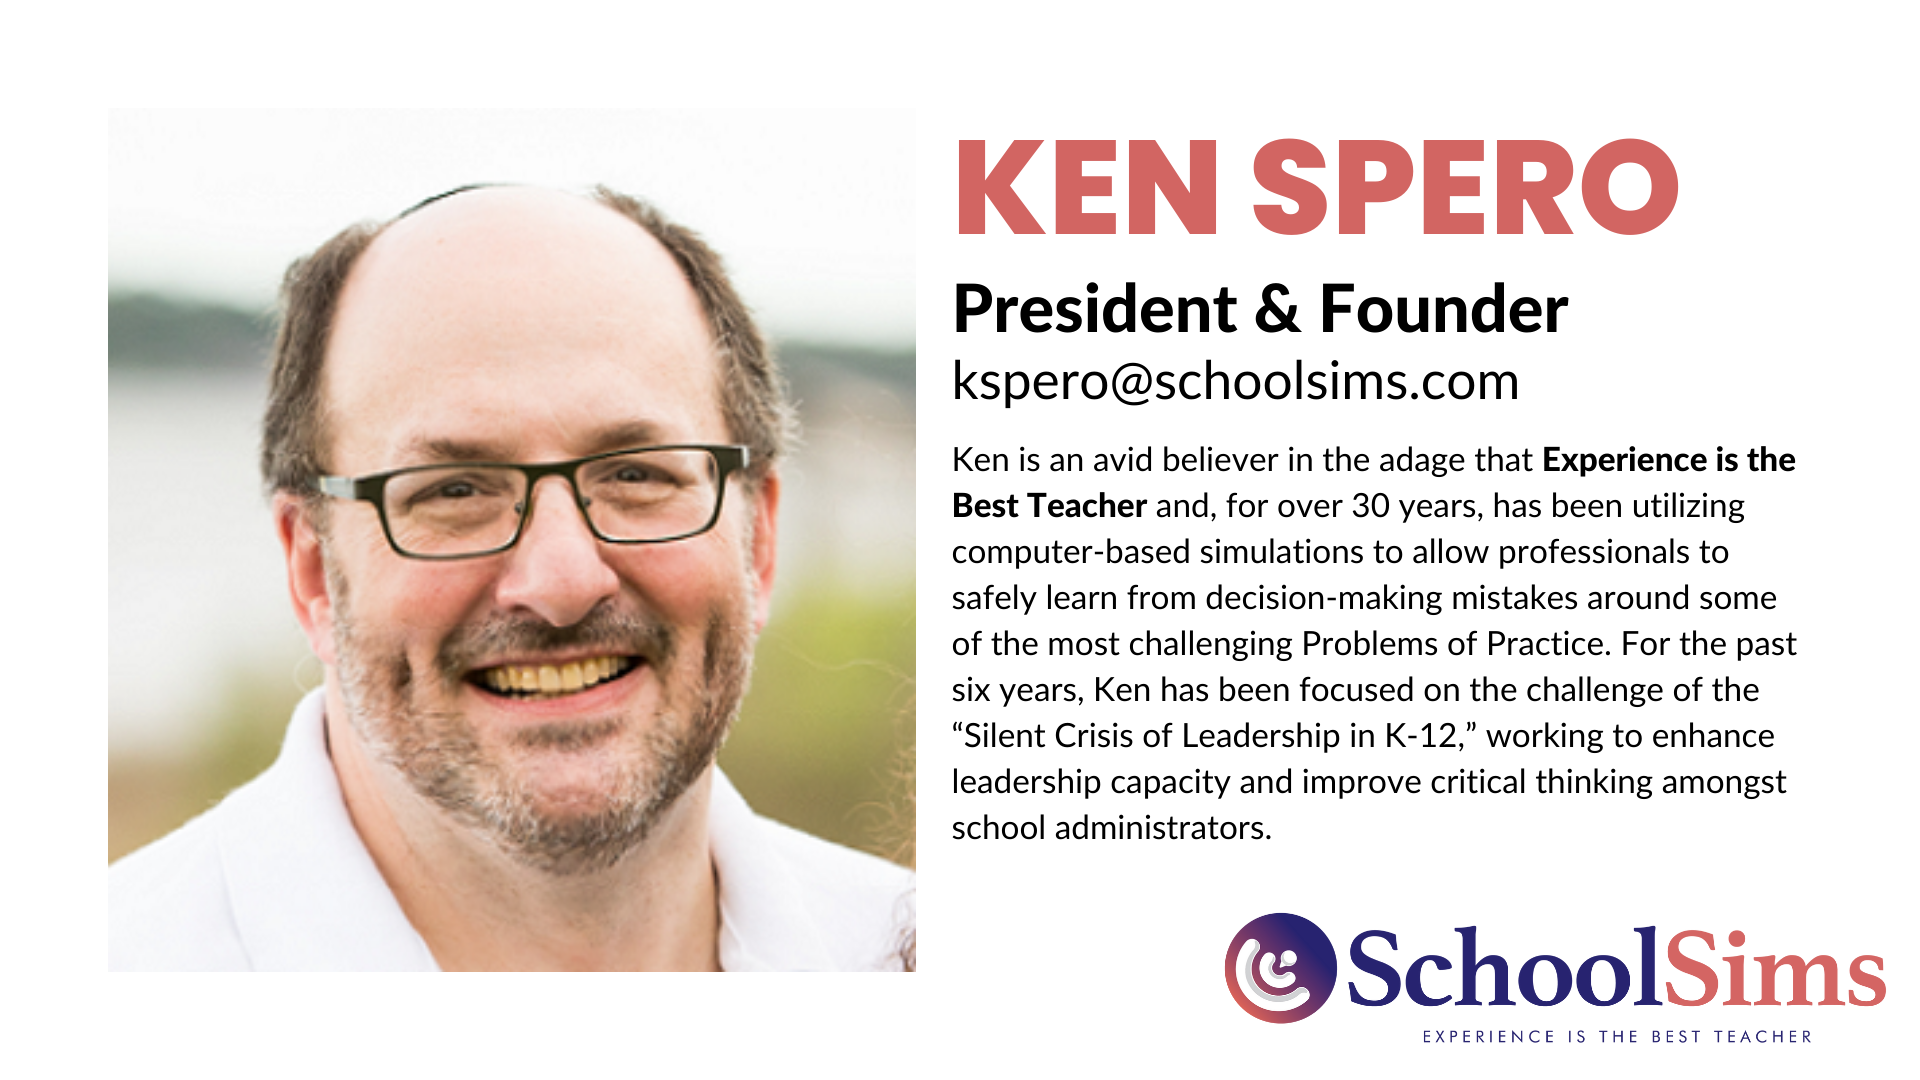 KEN SPERO
President & Founder
kspero@schoolsims.com
Ken is an avid believer in the adage that Experience is the
Best Teacher and, for over 30 years, has been utilizing
computer-based simulations to allow professionals to
safely learn from decision-making mistakes around some
of the most challenging Problems of Practice. For the past
six years, Ken has been focused on the challenge of the
“Silent Crisis of Leadership in K-12,” working to enhance
leadership capacity and improve critical thinking amongst
school administrators.
SchoolSims
EXPERIENCE IS THE BEST TEACHER